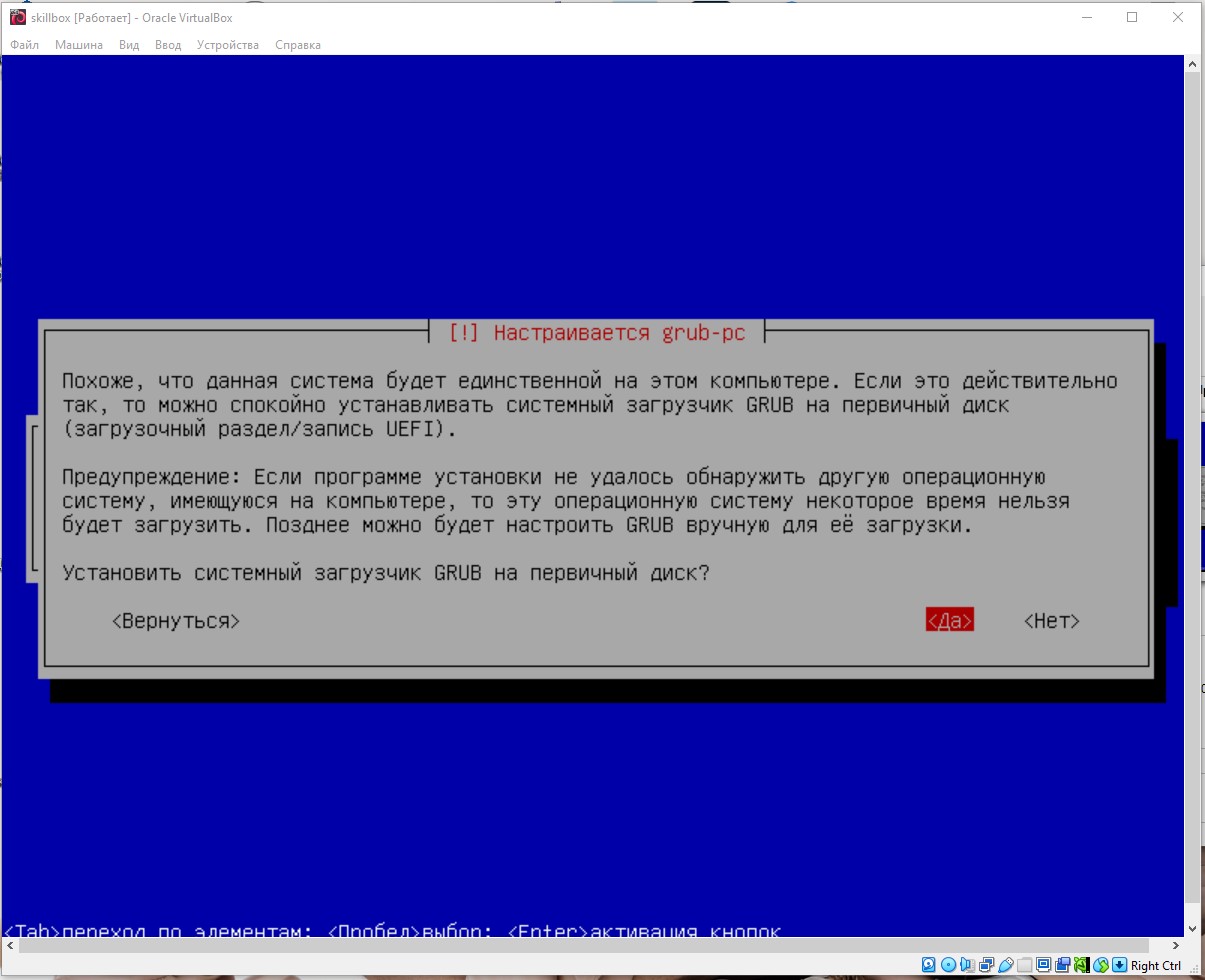 skillbox [Работает] - Oracle VirtualBox
Файл Машина Вид Ввод Устройства Справка
[!] Настраивается grub-pc
Похоже, что данная система будет единственной на этом компьютере. Если это действительно
так, то можно спокойно устанавливать системный загрузчик GRUB на первичный диск
(загрузочный раздел/запись UEFI).
Предупреждение: Если программе установки не удалось обнаружить другую операционную
систему, имеющуюся на компьютере, то эту операционную систему некоторое время нельзя
будет загрузить. Позднее можно будет настроить GRUB вручную для её загрузки.
Установить системный загрузчик GRUB на первичный диск?
<Вернуться> <Да> <Нет>
<Tab>переход по элементам; <Пробел>выбор; <Enter>активация кнопок
Right Ctrl